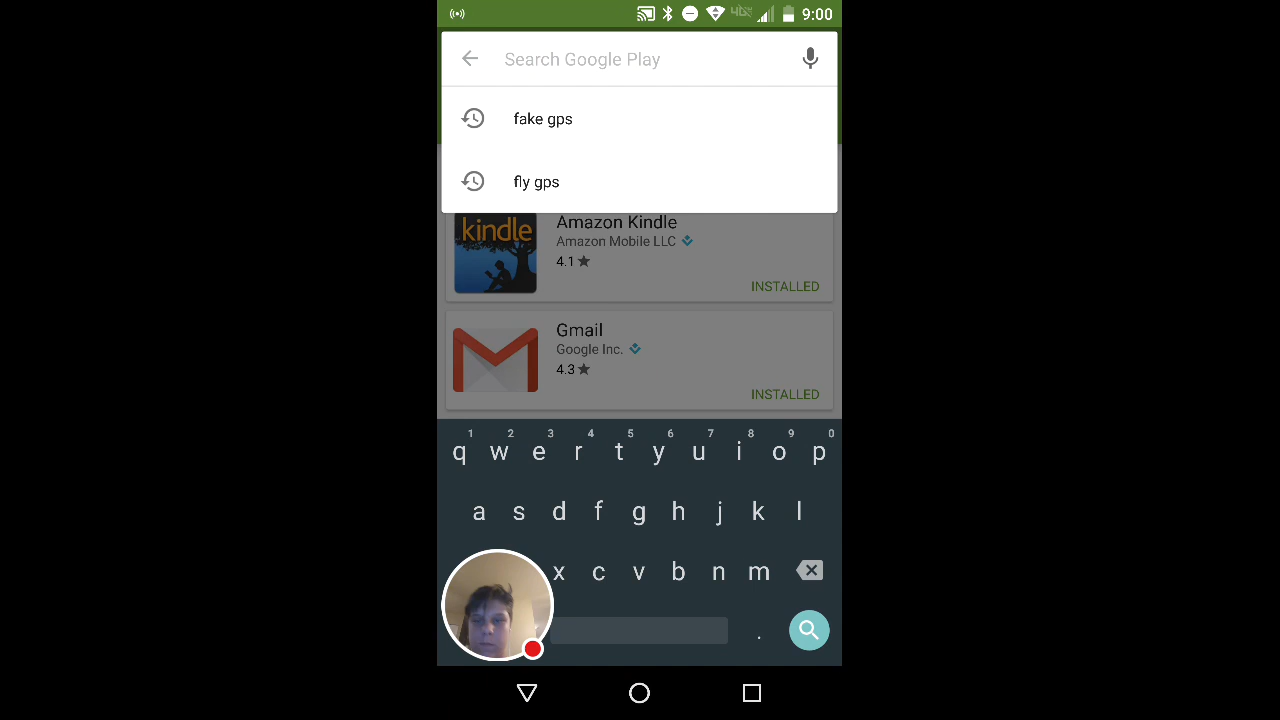 9:00
Search Google Play
fake gps
fly gps
kindle
Amazon Kindle
Amazon Mobile LLC
4.1
INSTALLED
Gmail
Google Inc.
4.3
INSTALLED
1 2 3 4 5 6 7 8 9 0
q w e r t y u i o p
a s d f g h j k l
x c v b n m
.